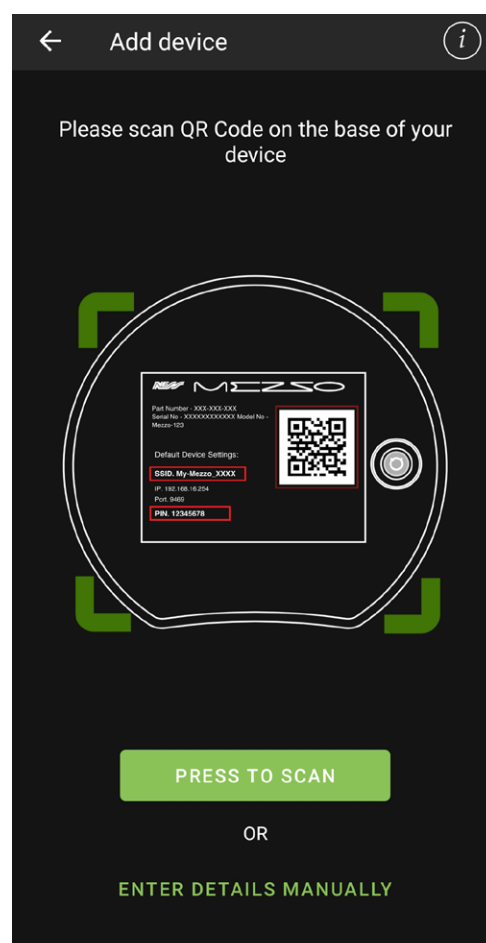 Add device
i
Please scan QR Code on the base of your
device
NEW MEZZO
Part Number - XXX-XXX-XXX
Serial No - XXXXXXXXXXXX Model No -
Mezzo-123
Default Device Settings:
SSID. My-Mezzo_XXXX
IP. 192.168.16.254
Port. 9469
PIN. 12345678
PRESS TO SCAN
OR
ENTER DETAILS MANUALLY